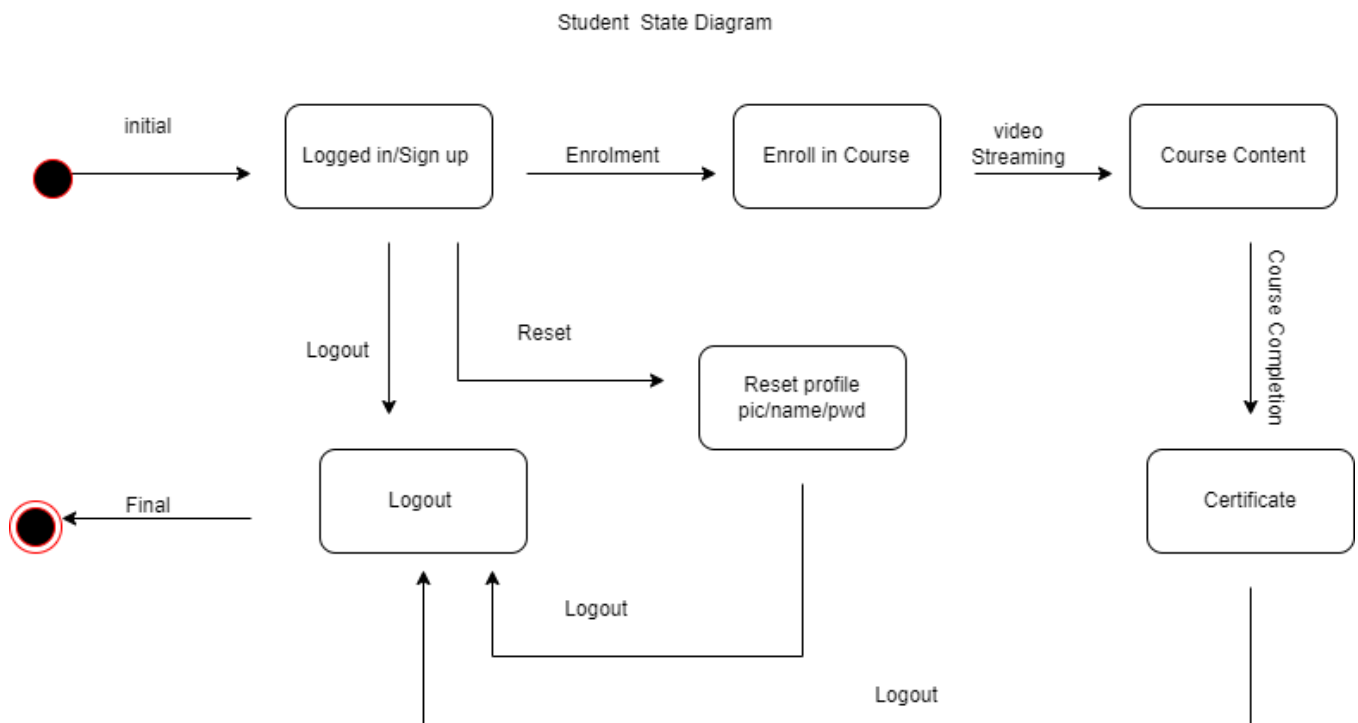 Student State Diagram
initial
Logged in/Sign up
Enrolment
Enroll in Course
video
Streaming
Course Content
Logout
Reset
Reset profile
pic/name/pwd
Course Completion
Final
Logout
Certificate
Logout
Logout